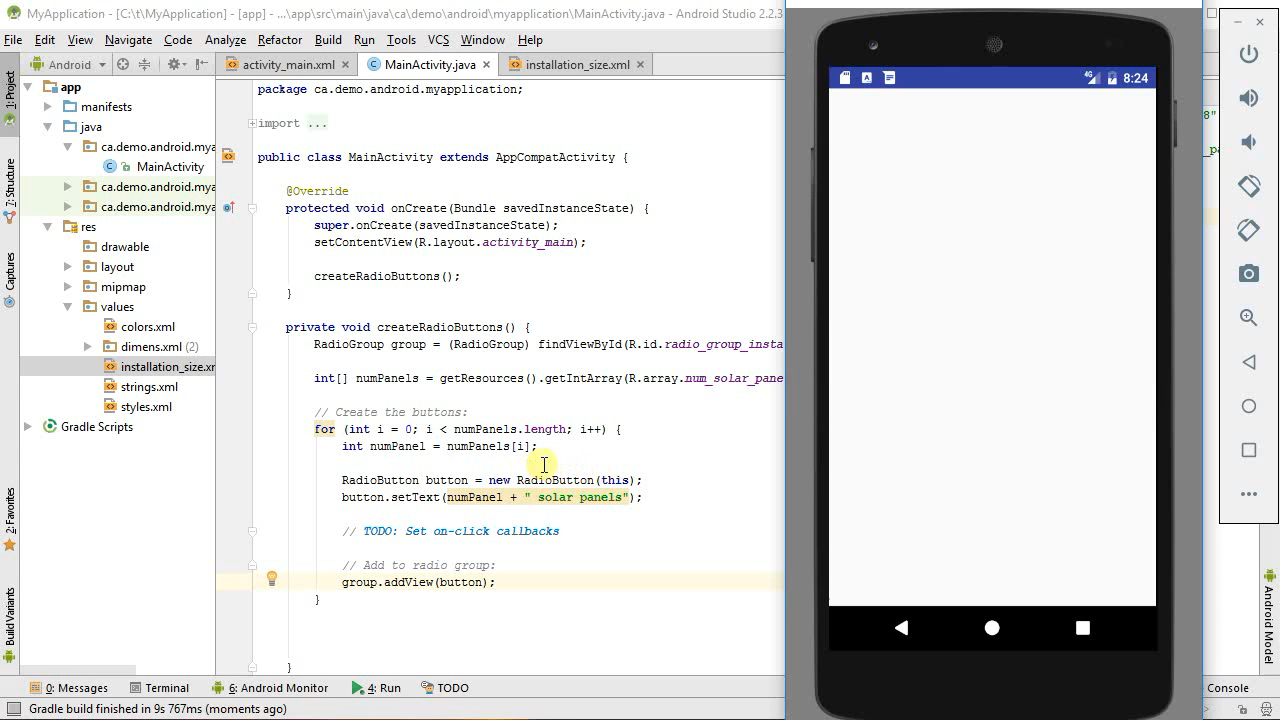 MyApplication - [C:\t\MyApplication] - [app] - ...\app\src\main\java\ca\demo\android\myapplication\MainActivity.java - Android Studio 2.2.3
File Edit View Navigate Code Analyze Refactor Build Run Tools VCS Window Help
Android activity_main.xml MainActivity.java installation_size.xml
1: Project
2: Structure
Captures
2: Favorites
Build Variants
app
manifests
java
ca.demo.android.mya
MainActivity
ca.demo.android.mya
ca.demo.android.mya
res
drawable
layout
mipmap
values
colors.xml
dimens.xml (2)
installation_size.xr
strings.xml
styles.xml
Gradle Scripts
package ca.demo.android.myapplication;
import ...
public class MainActivity extends AppCompatActivity {
@Override
protected void onCreate(Bundle savedInstanceState) {
super.onCreate(savedInstanceState);
setContentView(R.layout.activity_main);
createRadioButtons();
}
private void createRadioButtons() {
RadioGroup group = (RadioGroup) findViewById(R.id.radio_group_insta
int[] numPanels = getResources().getIntArray(R.array.num_solar_pane
// Create the buttons:
for (int i = 0; i < numPanels.length; i++) {
int numPanel = numPanels[i];
RadioButton button = new RadioButton(this);
button.setText(numPanel + " solar panels");
// TODO: Set on-click callbacks
// Add to radio group:
group.addView(button);
}
}
A 4G 8:24
8"
_pa
Android Model
0: Messages Terminal 6: Android Monitor 4: Run TODO Console
Gradle build finished in 9s 767ms (moments ago)